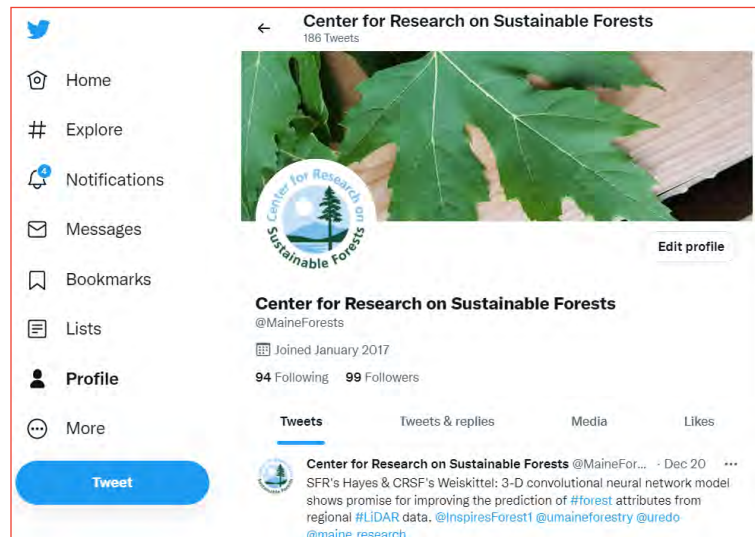 Center for Research on Sustainable Forests
186 Tweets
Home
Explore
4
Notifications
Messages
Bookmarks
Lists
Profile
More
Tweet
Center for Research on
Sustainable Forests
Edit profile
Center for Research on Sustainable Forests
@MaineForests
Joined January 2017
94 Following 99 Followers
Tweets Tweets & replies Media Likes
Center for Research on Sustainable Forests @MaineFor... · Dec 20
SFR's Hayes & CRSF's Weiskittel: 3-D convolutional neural network model
shows promise for improving the prediction of #forest attributes from
regional #LiDAR data. @InspiresForest1 @umaineforestry @uredo
@maine_research